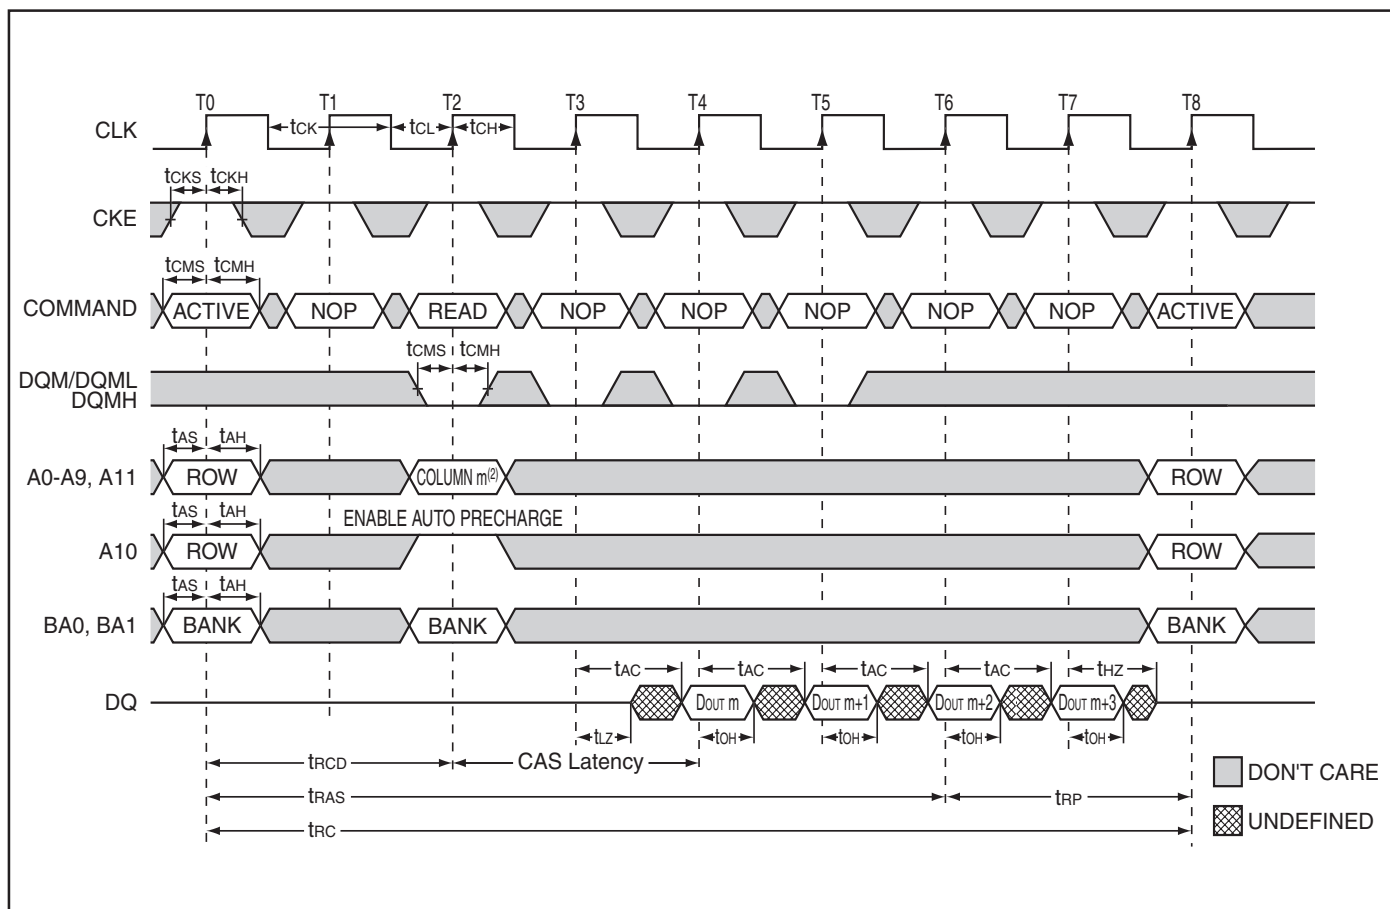 T0 T1 T2 T3 T4 T5 T6 T7 T8
CLK tCK tCL tCH
tCKS tCKH
CKE
tCMS tCMH
COMMAND ACTIVE NOP READ NOP NOP NOP NOP NOP ACTIVE
tCMS tCMH
DQM/DQML
DQMH
tAS tAH
A0-A9, A11 ROW COLUMN m(2) ROW
tAS tAH ENABLE AUTO PRECHARGE
A10 ROW ROW
tAS tAH
BA0, BA1 BANK BANK BANK
tAC tAC tAC tAC tHZ
DQ DOUT m DOUT m+1 DOUT m+2 DOUT m+3
tLZ tOH tOH tOH tOH
tRCD CAS Latency
DON'T CARE
tRAS tRP
UNDEFINED
tRC